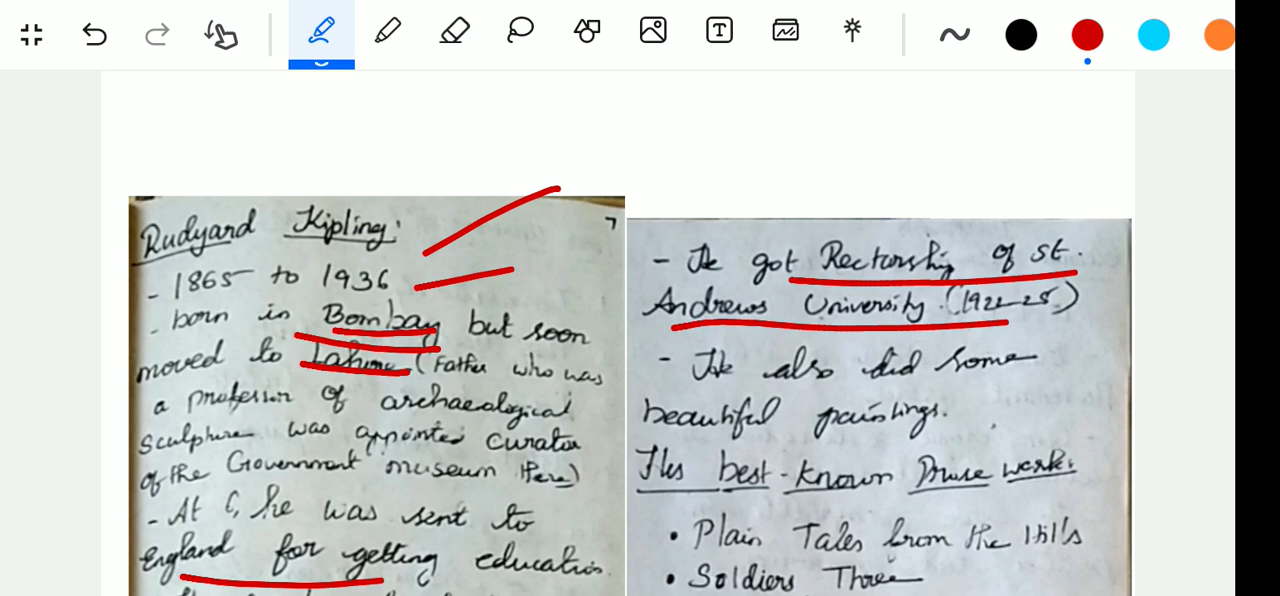 Rudyard Kipling:
7
- 1865 to 1936
- born in Bombay but soon
moved to Lahore (Father who was
a professor of archaeological
sculpture was appointed curator
of the Government museum there)
- At 6, he was sent to
England for getting education.
- He got Rectorship of St.
Andrews University (1922-25)
- He also did some
beautiful paintings.
His best-known Prose works:
• Plain Tales from the Hills
• Soldiers Three